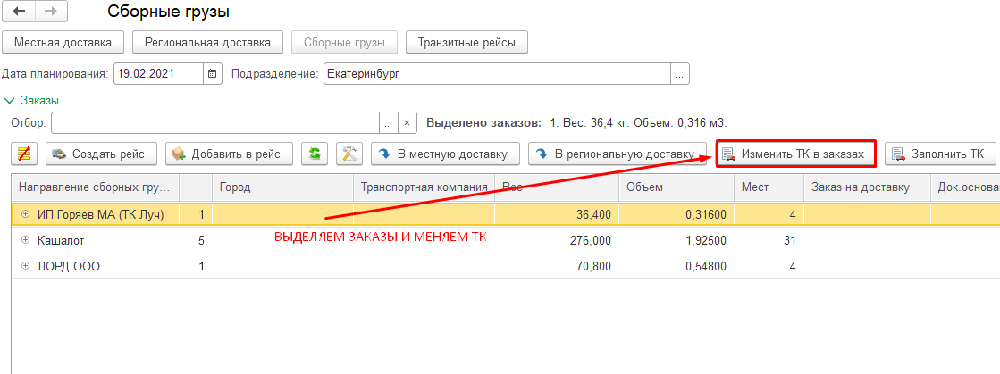 Сборные грузы
Местная доставка Региональная доставка Сборные грузы Транзитные рейсы
Дата планирования: 19.02.2021 Подразделение: Екатеринбург ...
Заказы
Отбор: ... × Выделено заказов: 1. Вес: 36,4 кг. Объем: 0,316 м3.
Создать рейс Добавить в рейс В местную доставку В региональную доставку Изменить ТК в заказах Заполнить ТК
Направление сборных гру... Город Транспортная компания Вес Объем Мест Заказ на доставку Док.основа
ИП Горяев МА (ТК Луч) 1 36,400 0,31600 4
ВЫДЕЛЯЕМ ЗАКАЗЫ И МЕНЯЕМ ТК
Кашалот 5 276,000 1,92500 31
ЛОРД ООО 1 70,800 0,54800 4